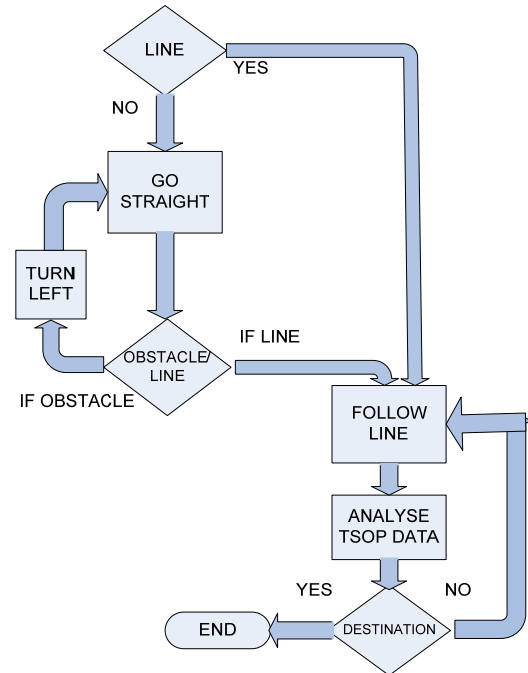 LINE
YES
NO
GO
STRAIGHT
TURN
LEFT
OBSTACLE/
LINE
IF LINE
IF OBSTACLE
FOLLOW
LINE
ANALYSE
TSOP DATA
YES
NO
END
DESTINATION